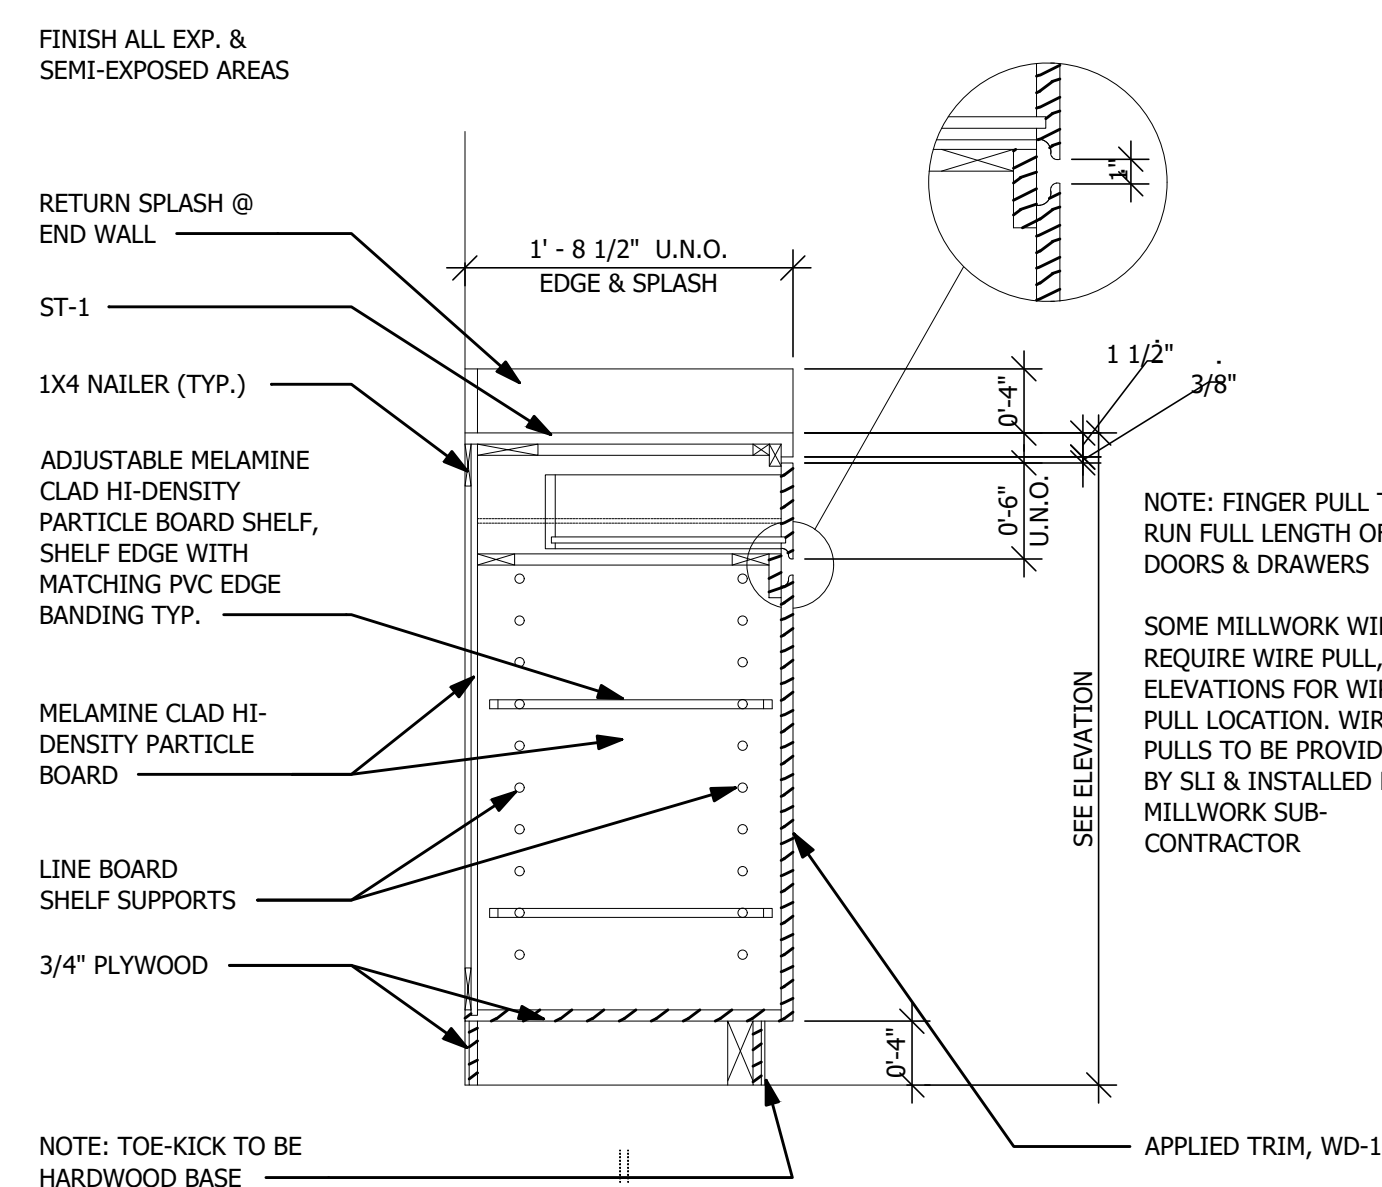 FINISH ALL EXP. &
SEMI-EXPOSED AREAS
RETURN SPLASH @
END WALL
ST-1
1X4 NAILER (TYP.)
ADJUSTABLE MELAMINE
CLAD HI-DENSITY
PARTICLE BOARD SHELF,
SHELF EDGE WITH
MATCHING PVC EDGE
BANDING TYP.
MELAMINE CLAD HI-
DENSITY PARTICLE
BOARD
LINE BOARD
SHELF SUPPORTS
3/4" PLYWOOD
NOTE: TOE-KICK TO BE
HARDWOOD BASE
1' - 8 1/2" U.N.O.
EDGE & SPLASH
1"
1 1/2"
3/8"
0'-4"
0'-6"
U.N.O.
SEE ELEVATION
0'-4"
NOTE: FINGER PULL
RUN FULL LENGTH
DOORS & DRAWERS
SOME MILLWORK
REQUIRE WIRE PULL,
ELEVATIONS FOR
PULL LOCATION.
PULLS TO BE
BY SLI & INSTALLED
MILLWORK SUB-
CONTRACTOR
APPLIED TRIM, WD-1